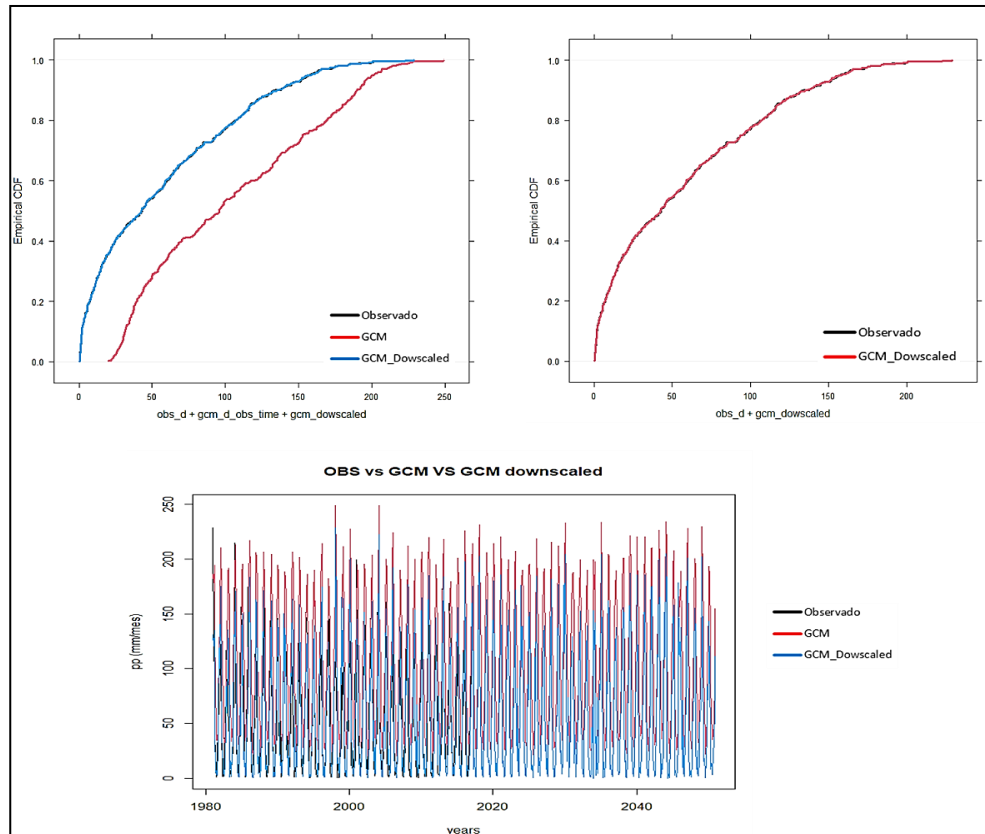 1.0
0.8
0.6
0.4
0.2
0.0
Empirical CDF
Observado
GCM
GCM_Dowscaled
0 50 100 150 200 250
obs_d + gcm_d_obs_time + gcm_dowscaled
1.0
0.8
0.6
0.4
0.2
0.0
Empirical CDF
Observado
GCM_Dowscaled
0 50 100 150 200
obs_d + gcm_dowscaled
OBS vs GCM VS GCM downscaled
250
200
150
100
50
0
pp (mm/mes)
1980 2000 2020 2040
years
Observado
GCM
GCM_Dowscaled